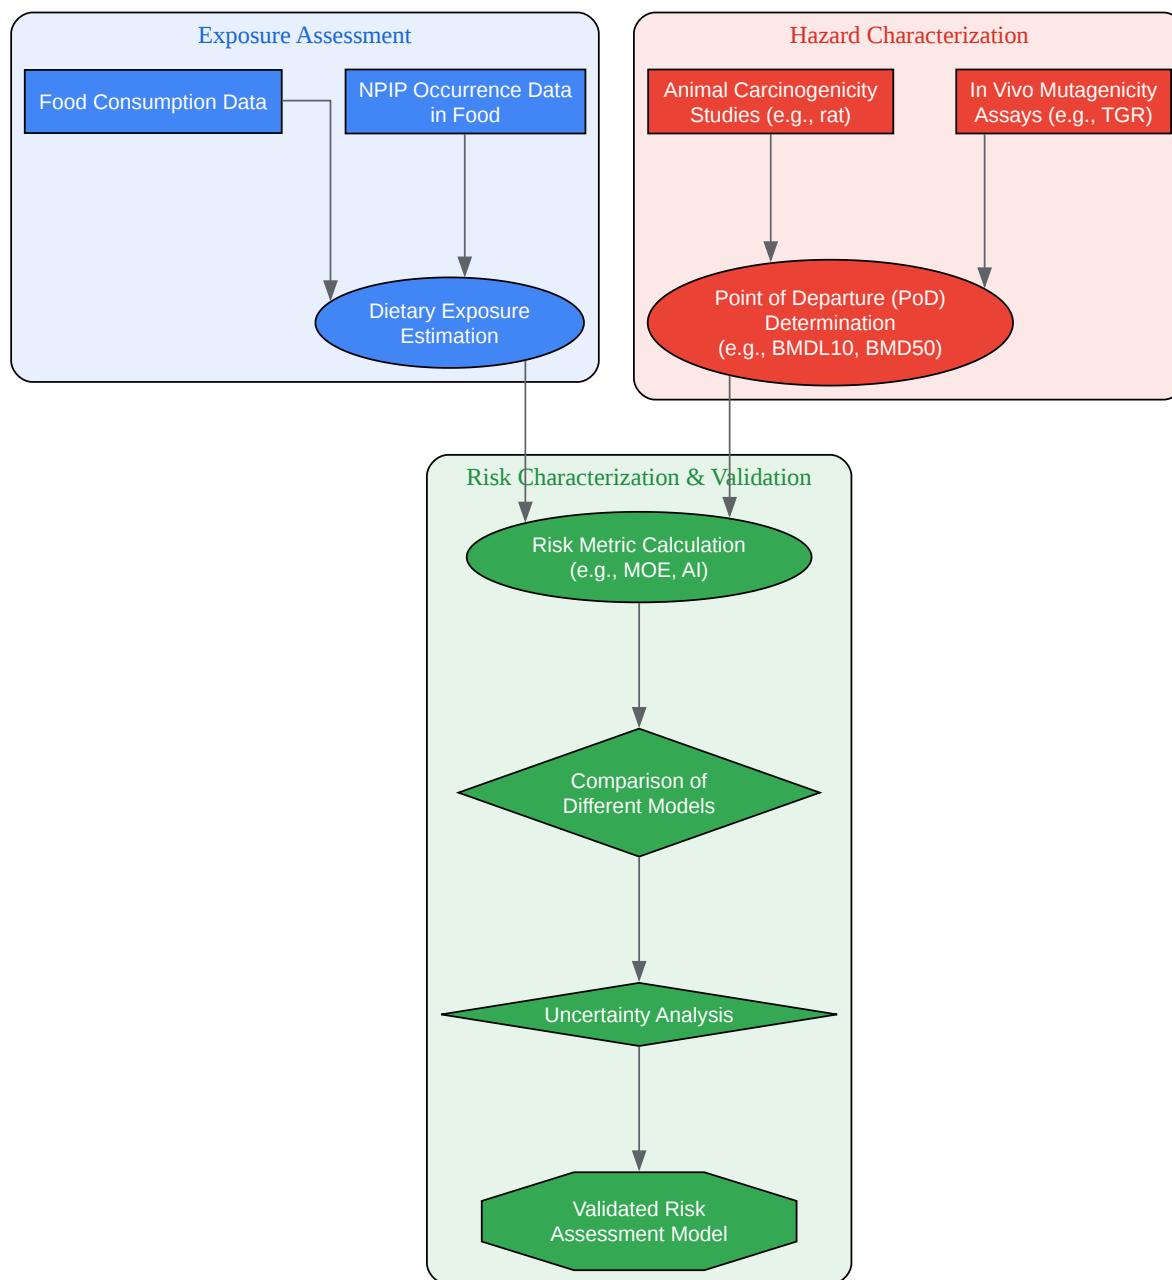 Exposure Assessment
Food Consumption Data
NPIP Occurrence Data
in Food
Dietary Exposure
Estimation
Hazard Characterization
Animal Carcinogenicity
Studies (e.g., rat)
In Vivo Mutagenicity
Assays (e.g., TGR)
Point of Departure (PoD)
Determination
(e.g., BMDL10, BMD50)
Risk Characterization & Validation
Risk Metric Calculation
(e.g., MOE, AI)
Comparison of
Different Models
Uncertainty Analysis
Validated Risk
Assessment Model